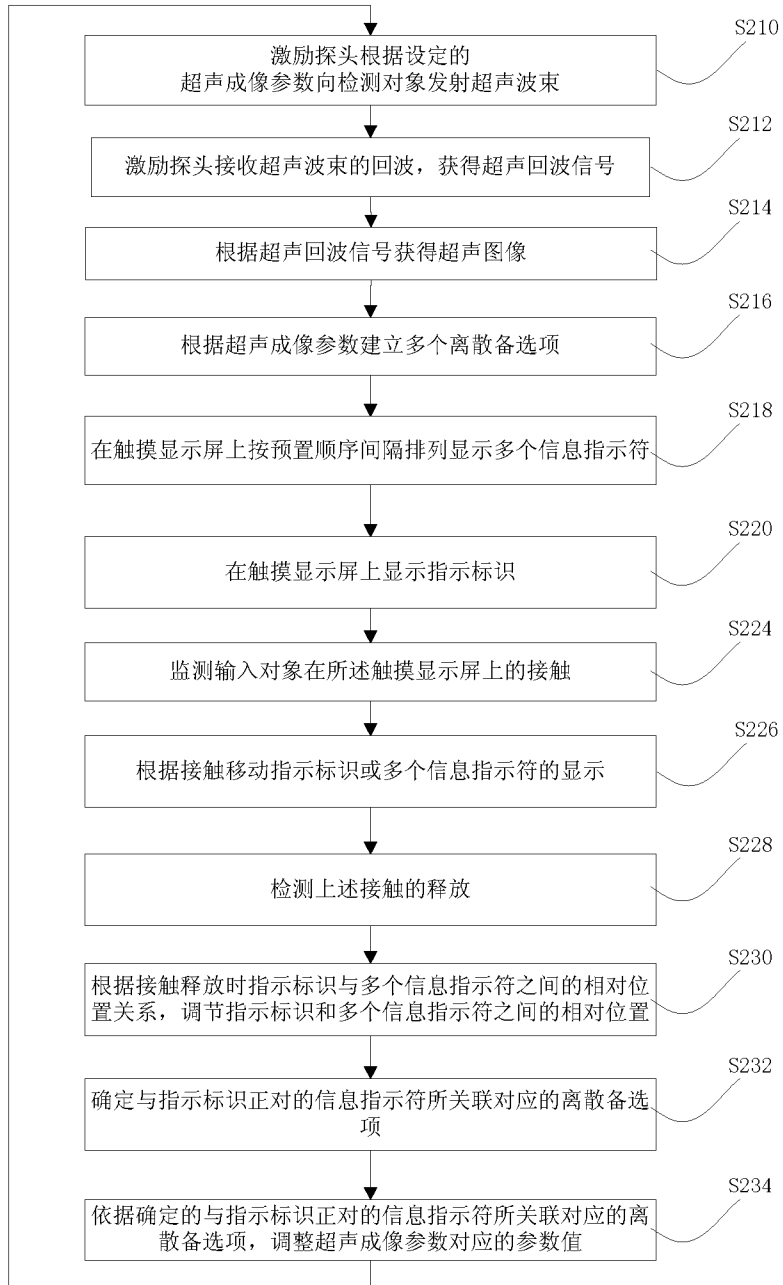 S210
激励探头根据设定的
超声成像参数向检测对象发射超声波束
S212
激励探头接收超声波束的回波，获得超声回波信号
S214
根据超声回波信号获得超声图像
S216
根据超声成像参数建立多个离散备选项
S218
在触摸显示屏上按预置顺序间隔排列显示多个信息指示符
S220
在触摸显示屏上显示指示标识
S224
监测输入对象在所述触摸显示屏上的接触
S226
根据接触移动指示标识或多个信息指示符的显示
S228
检测上述接触的释放
S230
根据接触释放时指示标识与多个信息指示符之间的相对位
置关系，调节指示标识和多个信息指示符之间的相对位置
S232
确定与指示标识正对的信息指示符所关联对应的离散备选
项
S234
依据确定的与指示标识正对的信息指示符所关联对应的离
散备选项，调整超声成像参数对应的参数值